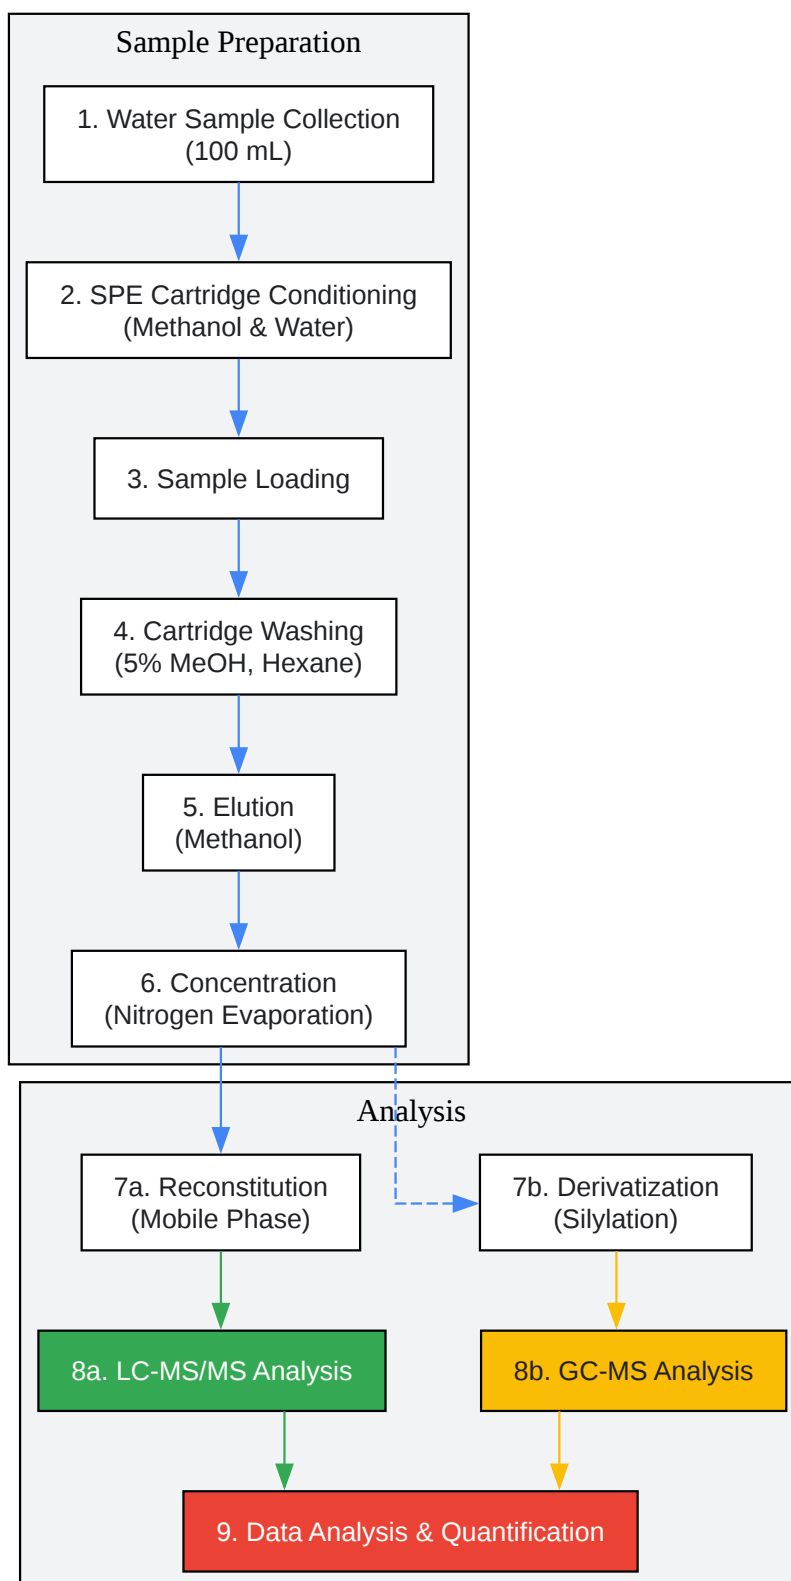 Sample Preparation
1. Water Sample Collection
(100 mL)
2. SPE Cartridge Conditioning
(Methanol & Water)
3. Sample Loading
4. Cartridge Washing
(5% MeOH, Hexane)
5. Elution
(Methanol)
6. Concentration
(Nitrogen Evaporation)
Analysis
7a. Reconstitution
(Mobile Phase)
7b. Derivatization
(Silylation)
8a. LC-MS/MS Analysis
8b. GC-MS Analysis
9. Data Analysis & Quantification